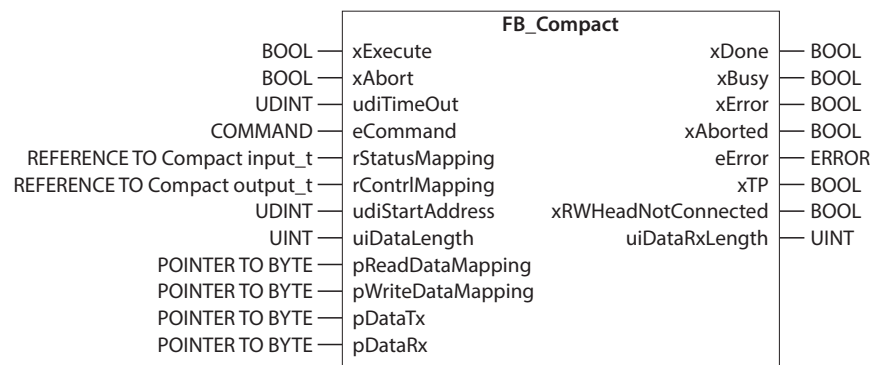 FB_Compact
BOOL xExecute xDone BOOL
BOOL xAbort xBusy BOOL
UDINT udiTimeOut xError BOOL
COMMAND eCommand xAborted BOOL
REFERENCE TO Compact input_t rStatusMapping eError ERROR
REFERENCE TO Compact output_t rContrlMapping xTP BOOL
UDINT udiStartAddress xRWHeadNotConnected BOOL
UINT uiDataLength uiDataRxLength UINT
POINTER TO BYTE pReadDataMapping
POINTER TO BYTE pWriteDataMapping
POINTER TO BYTE pDataTx
POINTER TO BYTE pDataRx